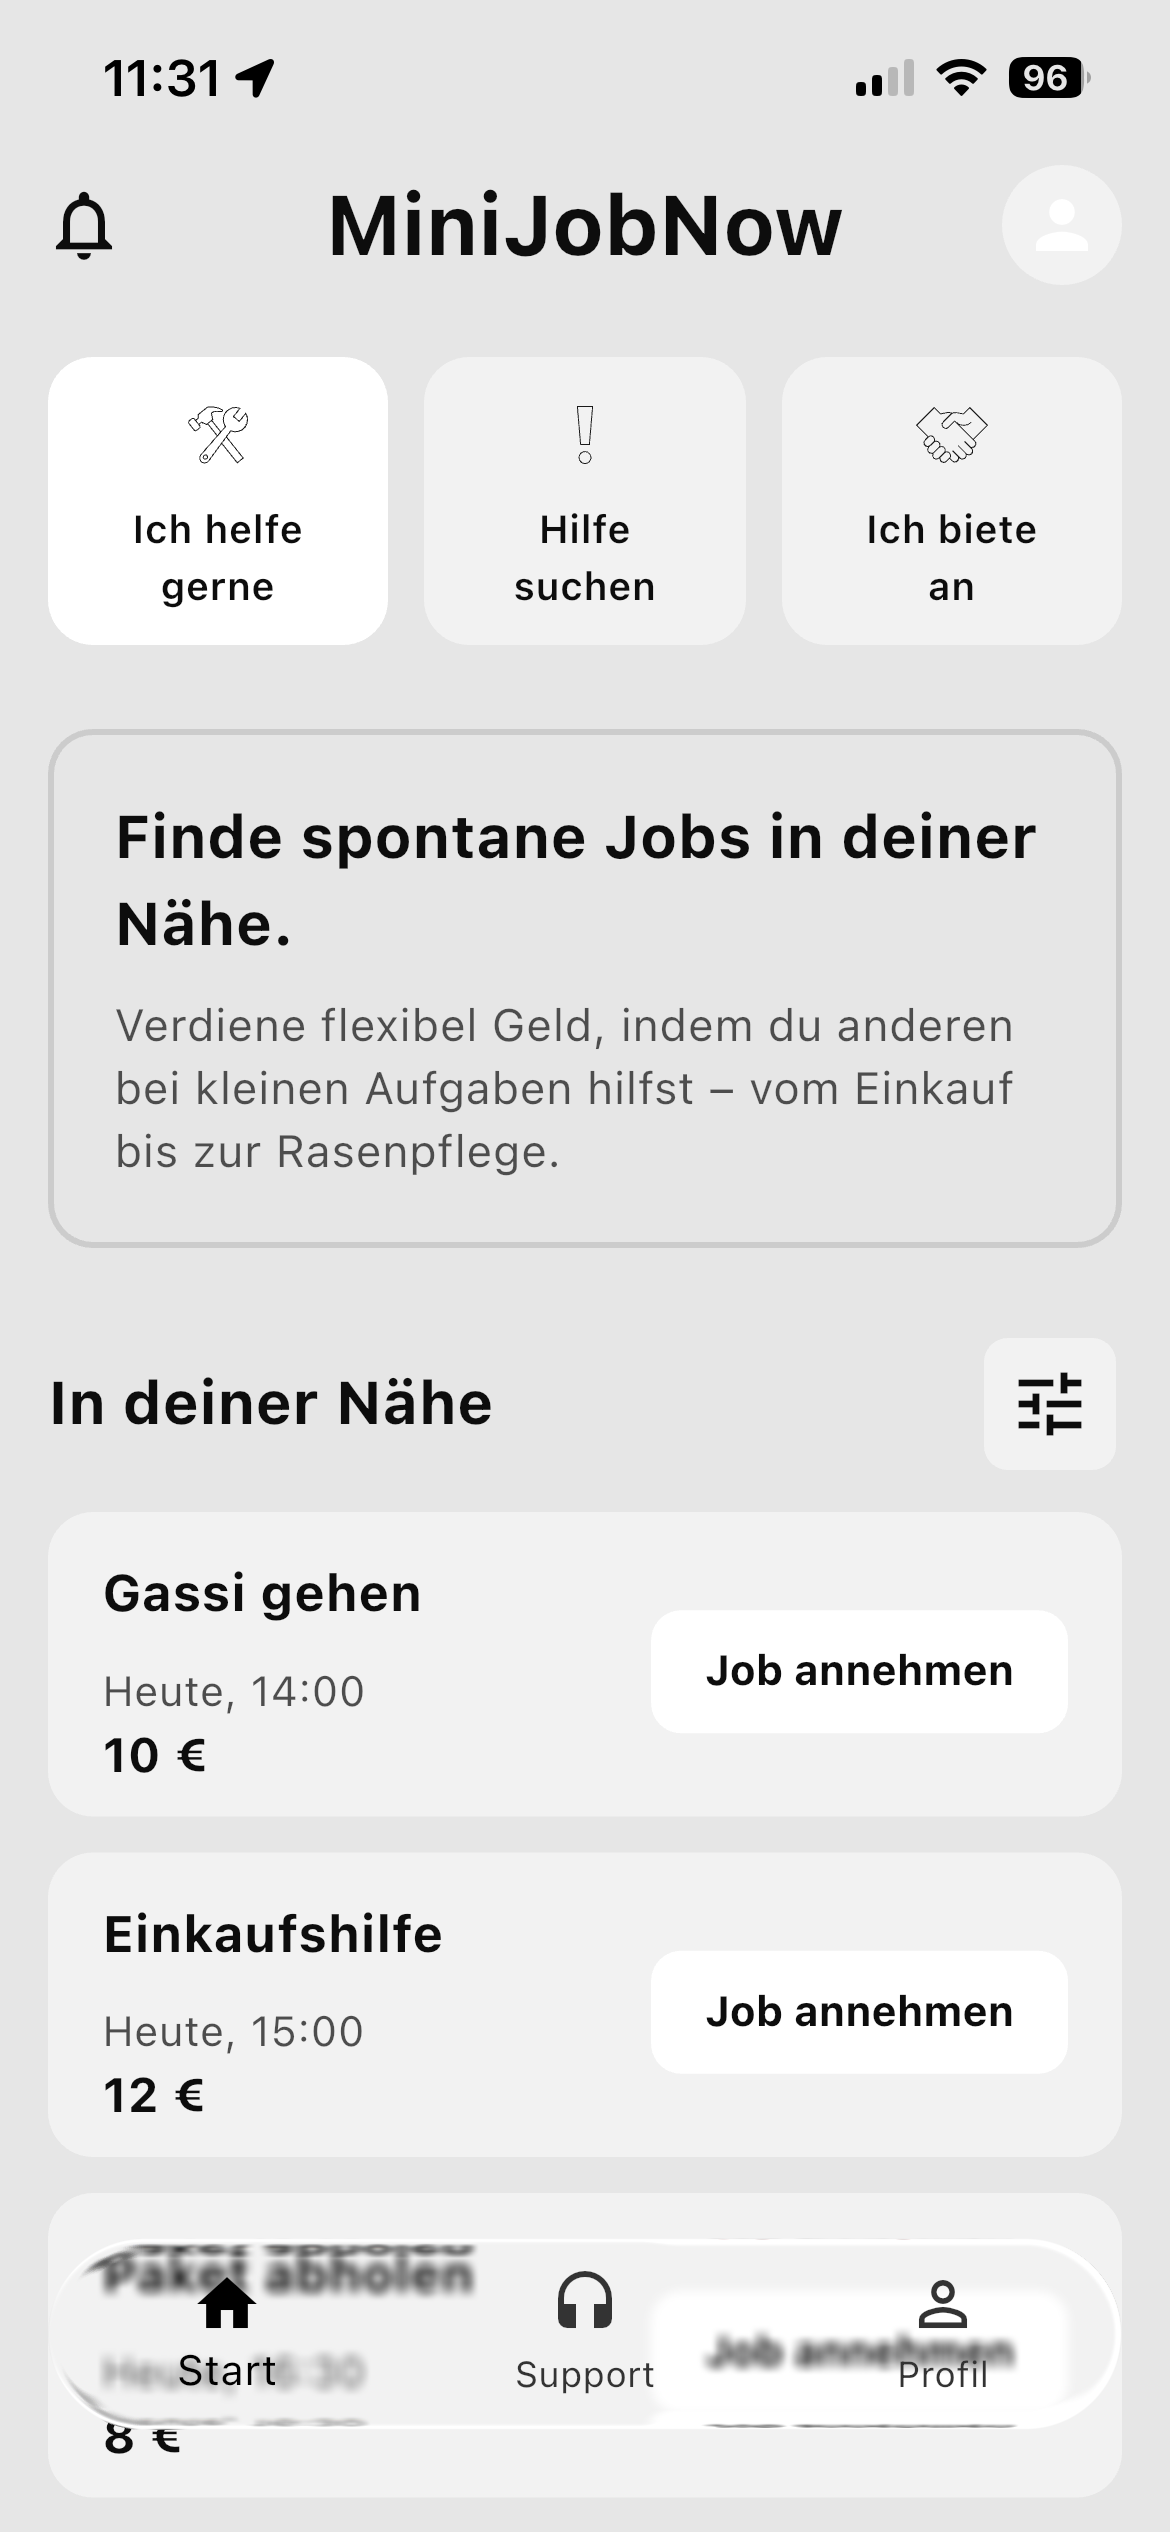 11:31
96
MiniJobNow
Ich helfe
gerne
Hilfe
suchen
Ich biete
an
Finde spontane Jobs in deiner
Nähe.
Verdiene flexibel Geld, indem du anderen
bei kleinen Aufgaben hilfst – vom Einkauf
bis zur Rasenpflege.
In deiner Nähe
Gassi gehen
Heute, 14:00
10 €
Job annehmen
Einkaufshilfe
Heute, 15:00
12 €
Job annehmen
Paket abholen
Job annehmen
8 €
Start
Support
Profil